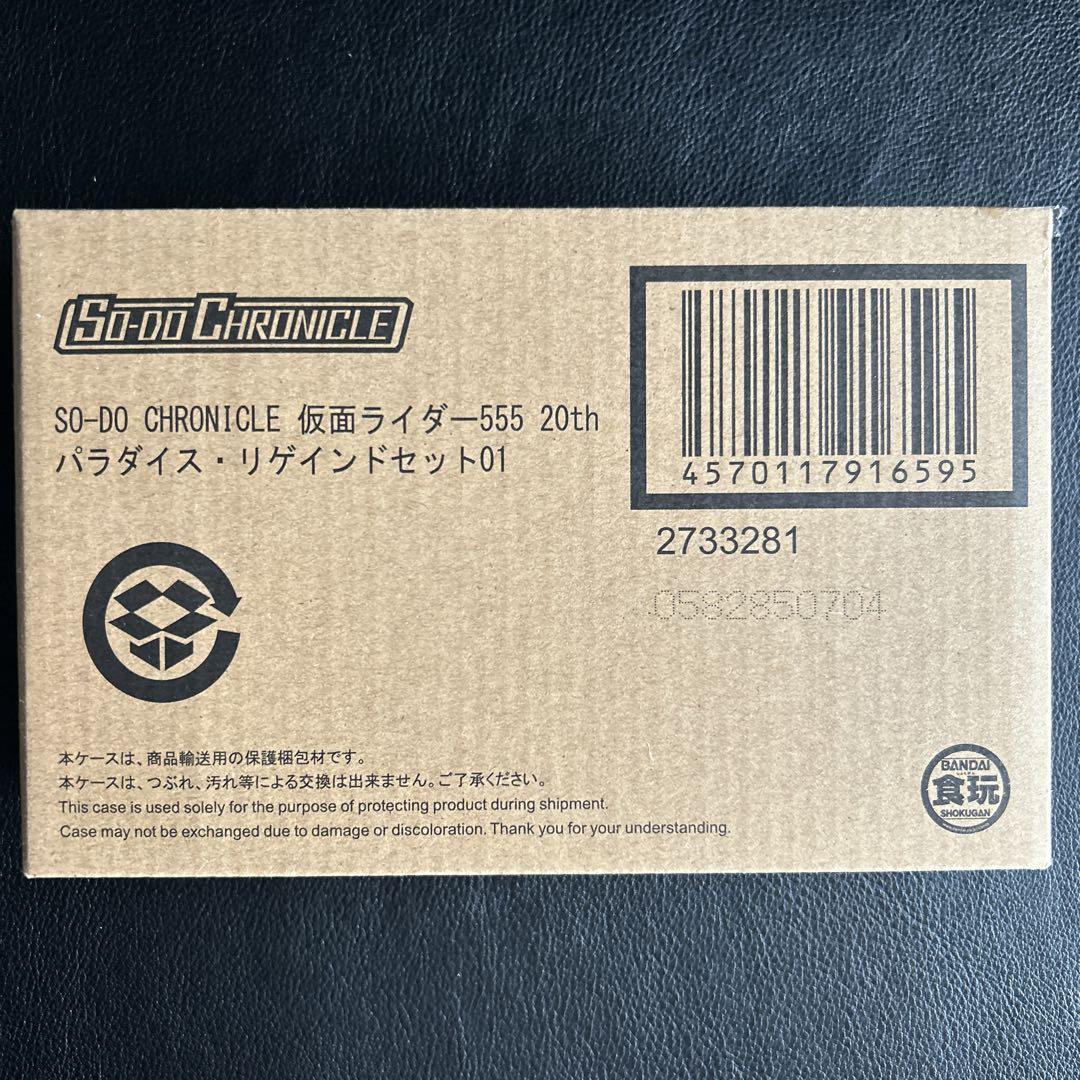 SO-DO CHRONICLE
SO-DO CHRONICLE 仮面ライダー555 20th
パラダイス・リゲインドセット01
4570117916595
2733281
0582850704
本ケースは、商品輸送用の保護梱包材です。
本ケースは、つぶれ、汚れ等による交換は出来ません。ご了承ください。
This case is used solely for the purpose of protecting product during shipment.
Case may not be exchanged due to damage or discoloration. Thank you for your understanding.
BANDAI
しょくがん
食玩
SHOKUGAN